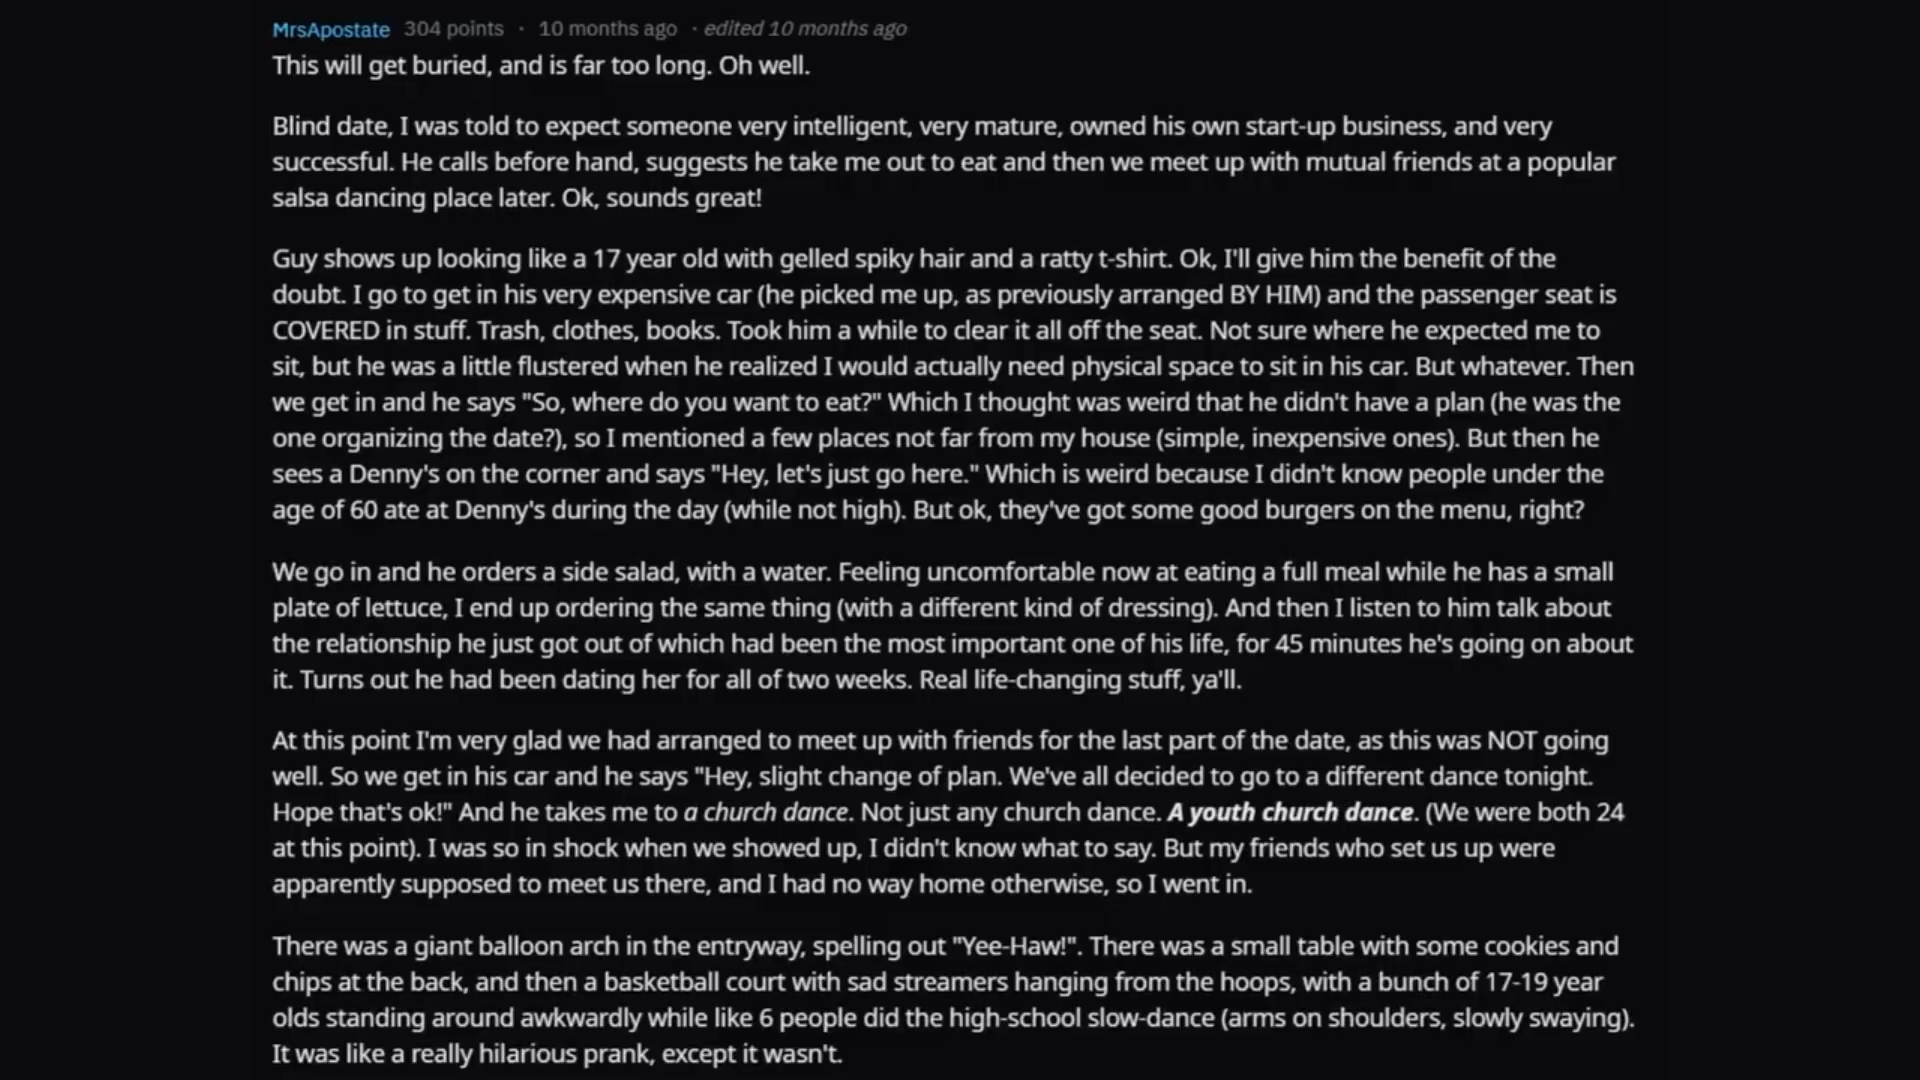 MrsApostate 304 points · 10 months ago · edited 10 months ago
This will get buried, and is far too long. Oh well.
Blind date, I was told to expect someone very intelligent, very mature, owned his own start-up business, and very
successful. He calls before hand, suggests he take me out to eat and then we meet up with mutual friends at a popular
salsa dancing place later. Ok, sounds great!
Guy shows up looking like a 17 year old with gelled spiky hair and a ratty t-shirt. Ok, I'll give him the benefit of the
doubt. I go to get in his very expensive car (he picked me up, as previously arranged BY HIM) and the passenger seat is
COVERED in stuff. Trash, clothes, books. Took him a while to clear it all off the seat. Not sure where he expected me to
sit, but he was a little flustered when he realized I would actually need physical space to sit in his car. But whatever. Then
we get in and he says "So, where do you want to eat?" Which I thought was weird that he didn't have a plan (he was the
one organizing the date?), so I mentioned a few places not far from my house (simple, inexpensive ones). But then he
sees a Denny's on the corner and says "Hey, let's just go here." Which is weird because I didn't know people under the
age of 60 ate at Denny's during the day (while not high). But ok, they've got some good burgers on the menu, right?
We go in and he orders a side salad, with a water. Feeling uncomfortable now at eating a full meal while he has a small
plate of lettuce, I end up ordering the same thing (with a different kind of dressing). And then I listen to him talk about
the relationship he just got out of which had been the most important one of his life, for 45 minutes he's going on about
it. Turns out he had been dating her for all of two weeks. Real life-changing stuff, ya'll.
At this point I'm very glad we had arranged to meet up with friends for the last part of the date, as this was NOT going
well. So we get in his car and he says "Hey, slight change of plan. We've all decided to go to a different dance tonight.
Hope that's ok!" And he takes me to a church dance. Not just any church dance. A youth church dance. (We were both 24
at this point). I was so in shock when we showed up, I didn't know what to say. But my friends who set us up were
apparently supposed to meet us there, and I had no way home otherwise, so I went in.
There was a giant balloon arch in the entryway, spelling out "Yee-Haw!". There was a small table with some cookies and
chips at the back, and then a basketball court with sad streamers hanging from the hoops, with a bunch of 17-19 year
olds standing around awkwardly while like 6 people did the high-school slow-dance (arms on shoulders, slowly swaying).
It was like a really hilarious prank, except it wasn't.